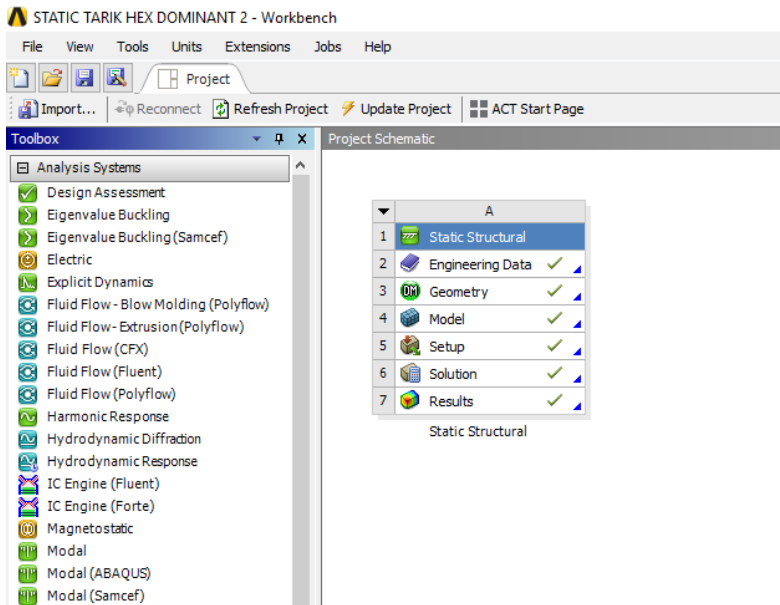 STATIC TARIK HEX DOMINANT 2 - Workbench
File View Tools Units Extensions Jobs Help
Project
Import... Reconnect Refresh Project Update Project ACT Start Page
Toolbox
Project Schematic
Analysis Systems
Design Assessment
Eigenvalue Buckling
Eigenvalue Buckling (Samcef)
Electric
Explicit Dynamics
Fluid Flow - Blow Molding (Polyflow)
Fluid Flow - Extrusion (Polyflow)
Fluid Flow (CFX)
Fluid Flow (Fluent)
Fluid Flow (Polyflow)
Harmonic Response
Hydrodynamic Diffraction
Hydrodynamic Response
IC Engine (Fluent)
IC Engine (Forte)
Magnetostatic
Modal
Modal (ABAQUS)
Modal (Samcef)
A
1 Static Structural
2 Engineering Data
3 DM Geometry
4 Model
5 Setup
6 Solution
7 Results
Static Structural